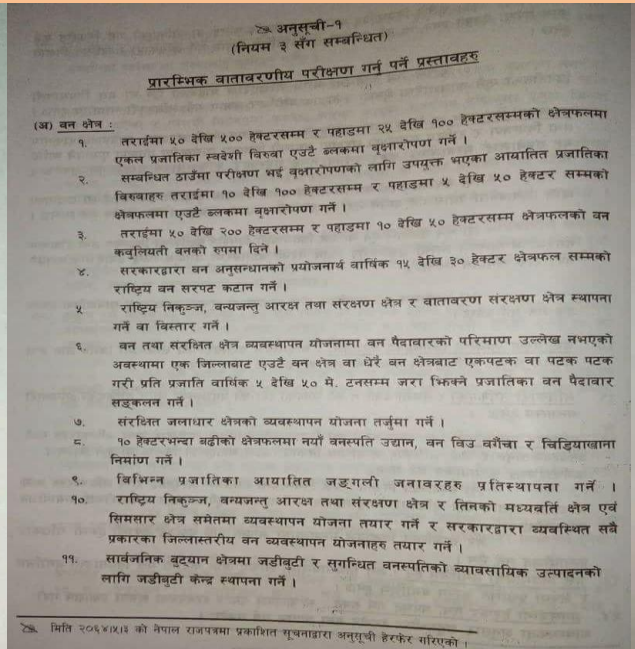 अनुसूची-१
(नियम ३ सँग सम्बन्धित)
प्रारम्भिक वातावरणीय परीक्षण गर्नु पर्ने प्रस्तावहरु
(अ) वन क्षेत्र :
१. तराईमा ५० देखि ५०० हेक्टरसम्म र पहाडमा २५ देखि १०० हेक्टरसम्मको क्षेत्रफलमा
एकल प्रजातिका स्वदेशी विरुवा एउटै ब्लकमा वृक्षारोपण गर्ने ।
२. सम्बन्धित ठाउँमा परीक्षण भई वृक्षारोपणको लागि उपयुक्त भएका आयातित प्रजातिका
विरुवाहरु तराईमा १० देखि १०० हेक्टरसम्म र पहाडमा ५ देखि ५० हेक्टर सम्मको
क्षेत्रफलमा एउटै ब्लकमा वृक्षारोपण गर्ने ।
३. तराईमा ५० देखि २०० हेक्टरसम्म र पहाडमा १० देखि ५० हेक्टरसम्म क्षेत्रफलको वन
कवुलियती वनको रुपमा दिने ।
४. सरकारद्वारा वन अनुसन्धानको प्रयोजनार्थ वार्षिक १५ देखि ३० हेक्टर क्षेत्रफल सम्मको
राष्ट्रिय वन सरपट कटान गर्ने ।
५ राष्ट्रिय निकुञ्ज, वन्यजन्तु आरक्ष तथा संरक्षण क्षेत्र र वातावरण संरक्षण क्षेत्र स्थापना
गर्ने वा विस्तार गर्ने ।
६. वन तथा संरक्षित क्षेत्र व्यवस्थापन योजनामा वन पैदावारको परिमाण उल्लेख नभएको
अवस्थामा एक जिल्लाबाट एउटै वन क्षेत्र वा धेरै वन क्षेत्रबाट एकपटक वा पटक पटक
गरी प्रति प्रजाति वार्षिक ५ देखि ५० मे. टनसम्म जरा झिक्ने प्रजातिका वन पैदावार
सङ्कलन गर्ने ।
७. संरक्षित जलाधार क्षेत्रको व्यवस्थापन योजना तर्जुमा गर्ने ।
८. १० हेक्टरभन्दा बढीको क्षेत्रफलमा नयाँ वनस्पति उद्यान, वन विउ वगैंचा र चिडियाखाना
निर्माण गर्ने ।
९. विभिन्न प्रजातिका आयातित जङ्गली जनावरहरु प्रतिस्थापना गर्ने ।
१०. राष्ट्रिय निकुञ्ज, वन्यजन्तु आरक्ष तथा संरक्षण क्षेत्र र तिनको मध्यवर्ति क्षेत्र एवं
सिमसार क्षेत्र समेतमा व्यवस्थापन योजना तयार गर्ने र सरकारद्वारा व्यवस्थित सबै
प्रकारका जिल्लास्तरीय वन व्यवस्थापन योजनाहरु तयार गर्ने ।
११. सार्वजनिक बुट्यान क्षेत्रमा जडीबुटी र सुगन्धित वनस्पतिको व्यावसायिक उत्पादनको
लागि जडीबुटी केन्द्र स्थापना गर्ने ।
मिति २०६४।५।३ को नेपाल राजपत्रमा प्रकाशित सूचनाद्वारा अनुसूची हेरफेर गरिएको ।